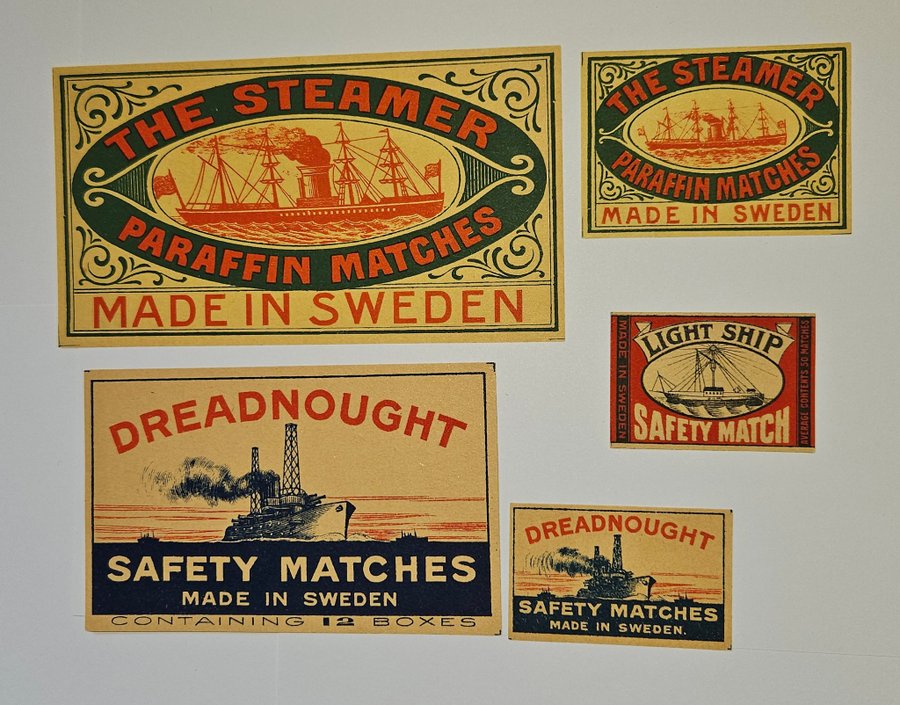 THE STEAMER
PARAFFIN MATCHES
MADE IN SWEDEN
THE STEAMER
PARAFFIN MATCHES
MADE IN SWEDEN
MADE IN SWEDEN
LIGHT SHIP
SAFETY MATCH
AVERAGE CONTENTS 50 MATCHES
DREADNOUGHT
SAFETY MATCHES
MADE IN SWEDEN
CONTAINING 12 BOXES
DREADNOUGHT
SAFETY MATCHES
MADE IN SWEDEN.